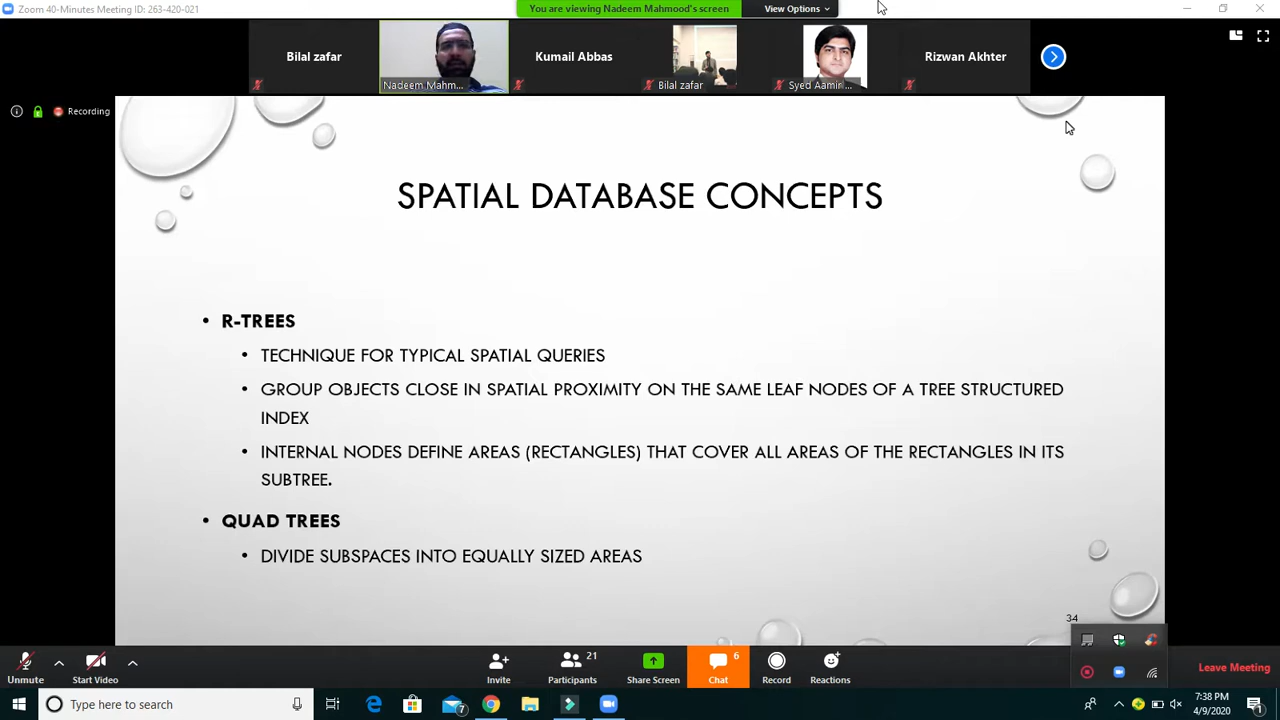 Zoom 40-Minutes Meeting ID: 263-420-021
You are viewing Nadeem Mahmood's screen
View Options
Bilal zafar
Nadeem Mahm...
Kumail Abbas
Bilal zafar
Syed Aamir ...
Rizwan Akhter
Recording
SPATIAL DATABASE CONCEPTS
• R-TREES
• TECHNIQUE FOR TYPICAL SPATIAL QUERIES
• GROUP OBJECTS CLOSE IN SPATIAL PROXIMITY ON THE SAME LEAF NODES OF A TREE STRUCTURED
INDEX
• INTERNAL NODES DEFINE AREAS (RECTANGLES) THAT COVER ALL AREAS OF THE RECTANGLES IN ITS
SUBTREE.
• QUAD TREES
• DIVIDE SUBSPACES INTO EQUALLY SIZED AREAS
34
Unmute
Start Video
Invite
21
Participants
Share Screen
6
Chat
Record
Reactions
Leave Meeting
Type here to search
7
7:38 PM
4/9/2020
1